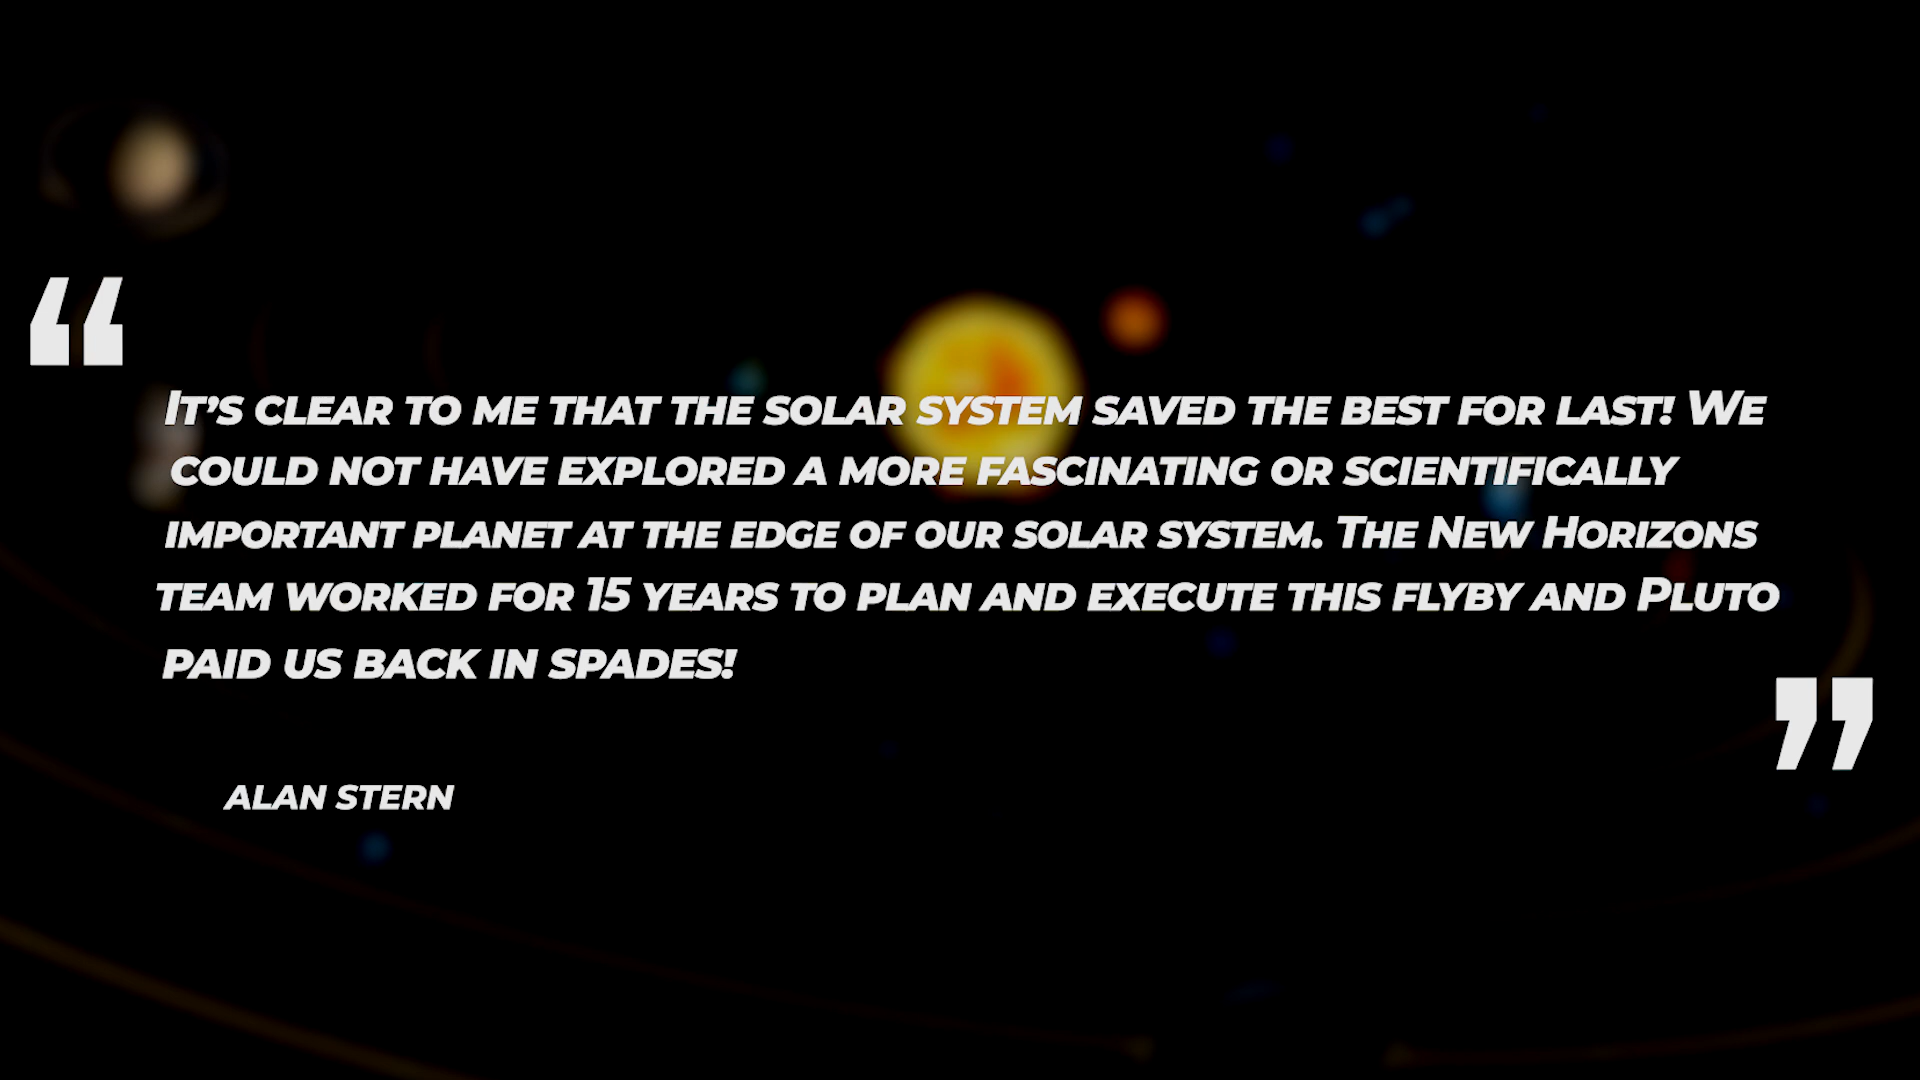 “
It’s clear to me that the solar system saved the best for last! We
could not have explored a more fascinating or scientifically
important planet at the edge of our solar system. The New Horizons
team worked for 15 years to plan and execute this flyby and Pluto
paid us back in spades!
”
ALAN STERN